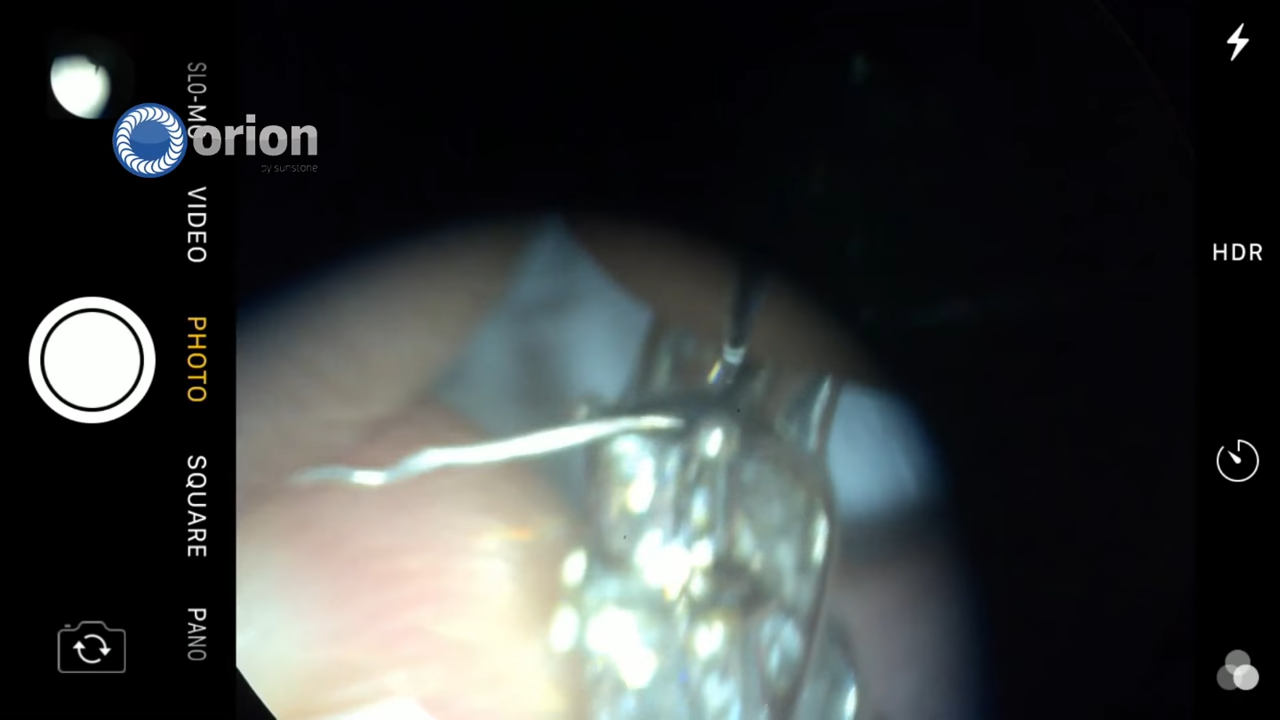 SLO-MO
VIDEO
PHOTO
SQUARE
PANO
orion
by sunstone
HDR